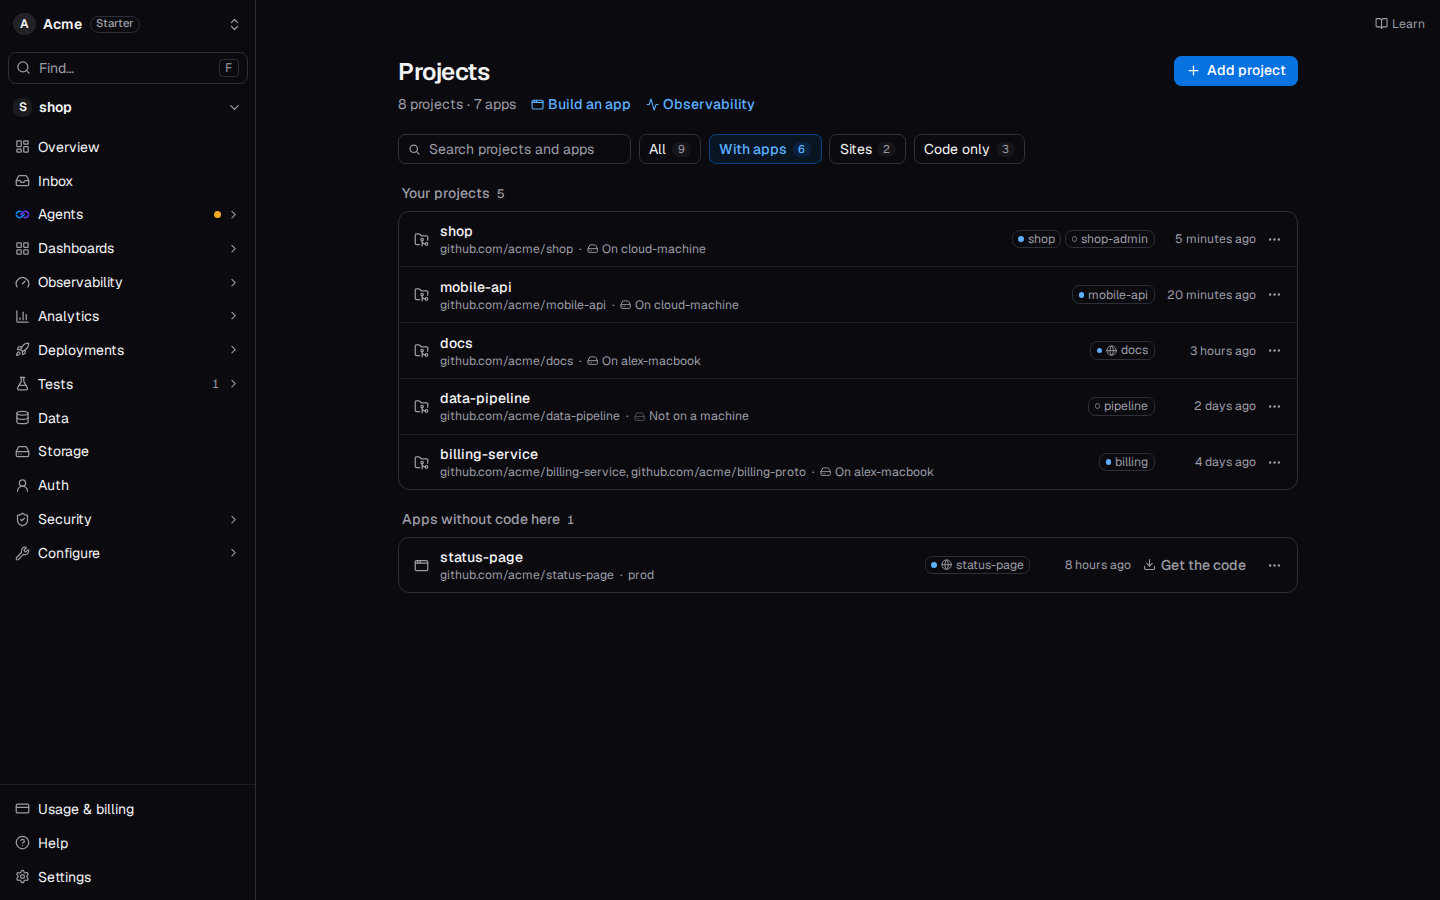 A Acme Starter
Learn
Find...
F
S shop
Overview
Inbox
Agents
Dashboards
Observability
Analytics
Deployments
Tests 1
Data
Storage
Auth
Security
Configure
Usage & billing
Help
Settings
Projects
Add project
8 projects · 7 apps Build an app Observability
Search projects and apps All 9 With apps 6 Sites 2 Code only 3
Your projects 5
shop
github.com/acme/shop · On cloud-machine
shop shop-admin 5 minutes ago
mobile-api
github.com/acme/mobile-api · On cloud-machine
mobile-api 20 minutes ago
docs
github.com/acme/docs · On alex-macbook
docs 3 hours ago
data-pipeline
github.com/acme/data-pipeline · Not on a machine
pipeline 2 days ago
billing-service
github.com/acme/billing-service, github.com/acme/billing-proto · On alex-macbook
billing 4 days ago
Apps without code here 1
status-page
github.com/acme/status-page · prod
status-page 8 hours ago Get the code